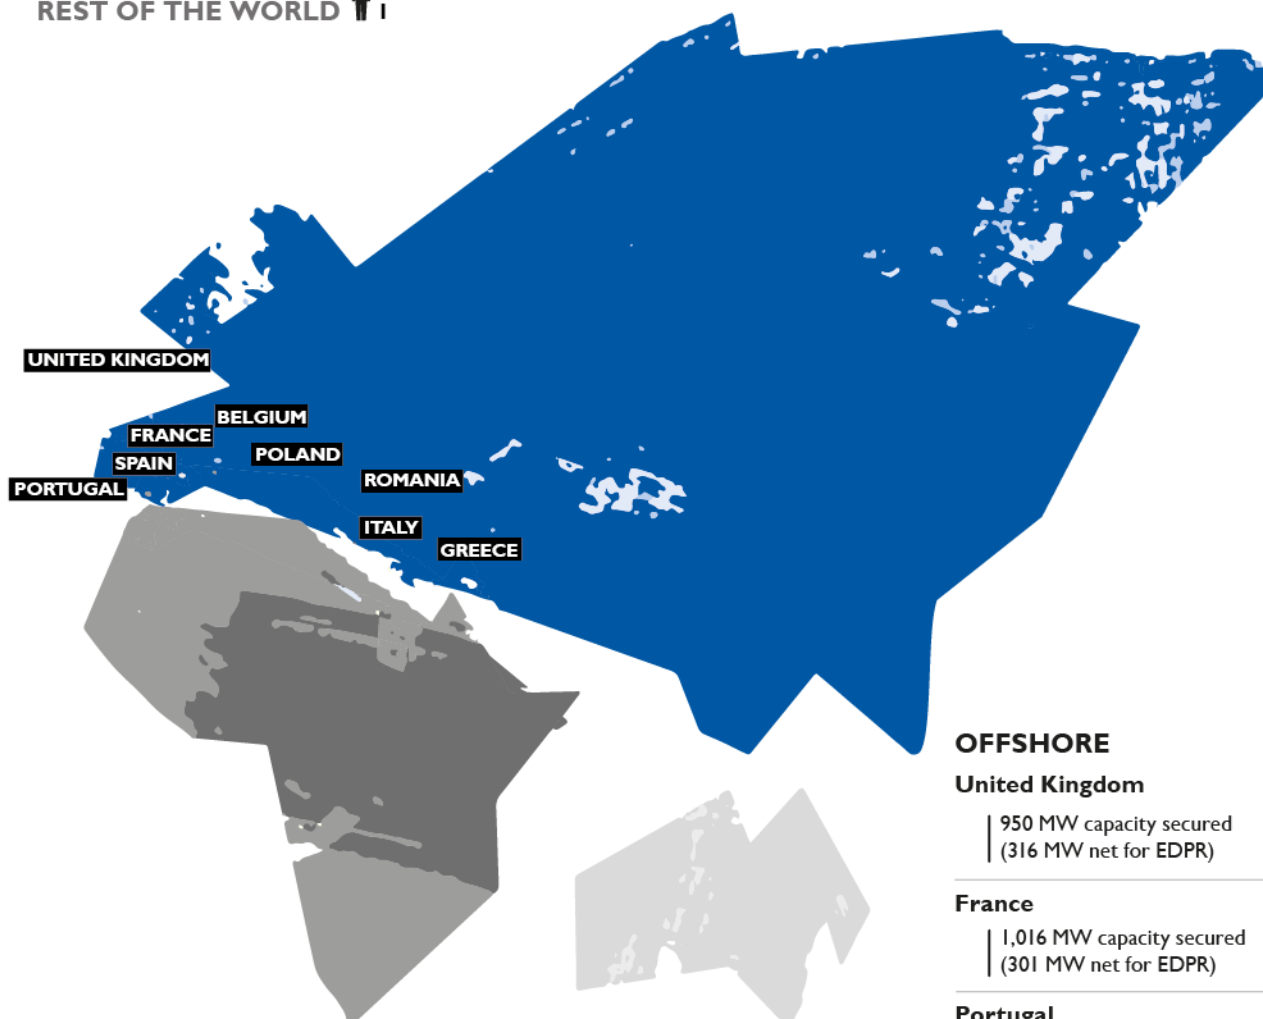 REST OF THE WORLD 1
UNITED KINGDOM
BELGIUM
FRANCE
POLAND
SPAIN
ROMANIA
PORTUGAL
ITALY
GREECE
OFFSHORE
United Kingdom
950 MW capacity secured
(316 MW net for EDPR)
France
1,016 MW capacity secured
(301 MW net for EDPR)
Portugal